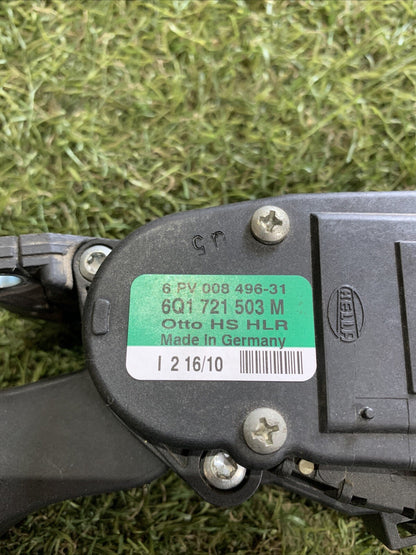 6 PV 008 496-31
6Q1 721 503 M
Otto HS HLR
Made In Germany
I 2 16/10
HELLA